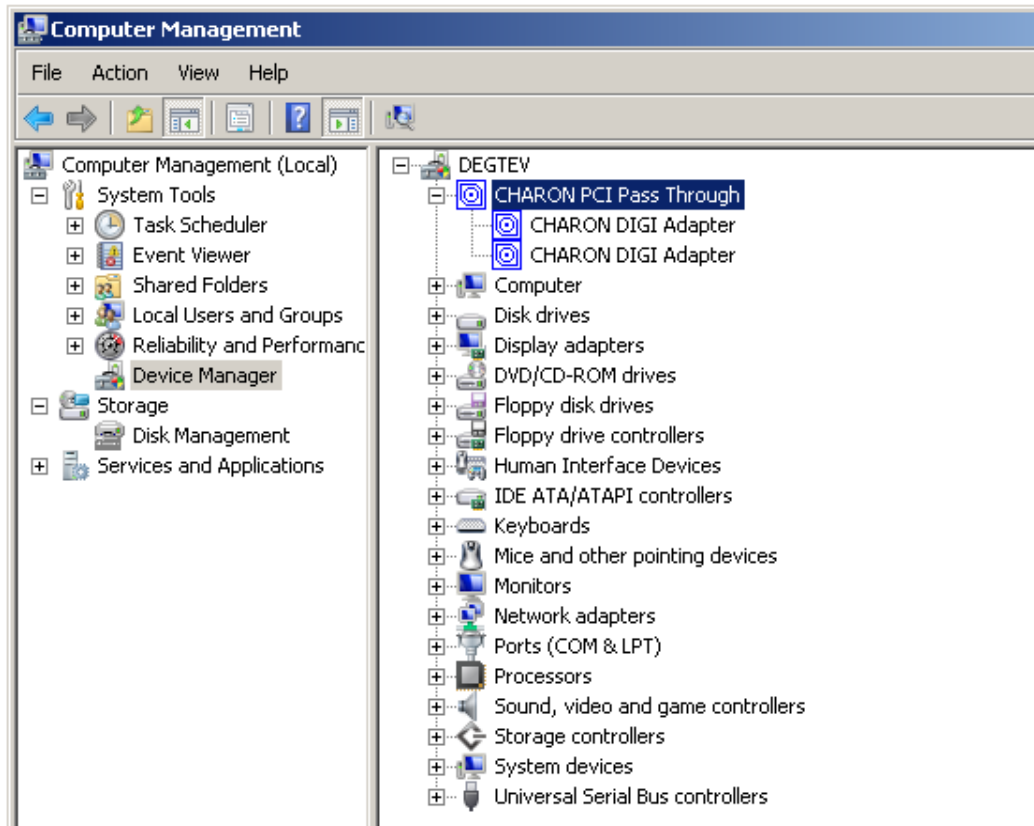 Computer Management
File Action View Help
Computer Management (Local)
System Tools
Task Scheduler
Event Viewer
Shared Folders
Local Users and Groups
Reliability and Performanc
Device Manager
Storage
Disk Management
Services and Applications
DEGTEV
CHARON PCI Pass Through
CHARON DIGI Adapter
CHARON DIGI Adapter
Computer
Disk drives
Display adapters
DVD/CD-ROM drives
Floppy disk drives
Floppy drive controllers
Human Interface Devices
IDE ATA/ATAPI controllers
Keyboards
Mice and other pointing devices
Monitors
Network adapters
Ports (COM & LPT)
Processors
Sound, video and game controllers
Storage controllers
System devices
Universal Serial Bus controllers